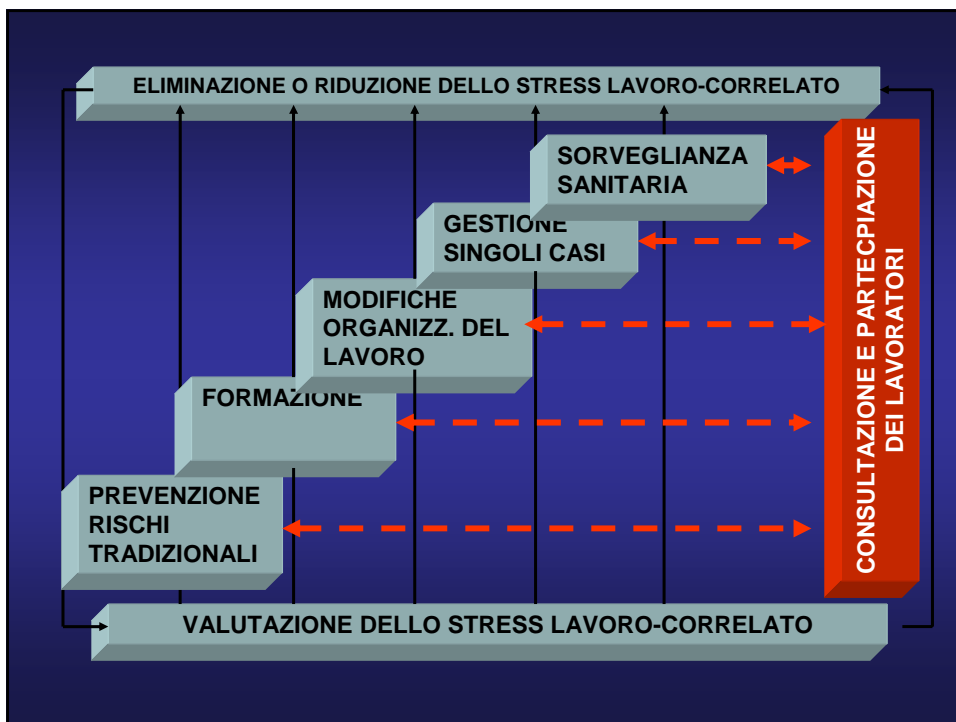 ELIMINAZIONE O RIDUZIONE DELLO STRESS LAVORO-CORRELATO
SORVEGLIANZA
SANITARIA
GESTIONE
SINGOLI CASI
MODIFICHE
ORGANIZZ. DEL
LAVORO
FORMAZIONE
PREVENZIONE
RISCHI
TRADIZIONALI
CONSULTAZIONE E PARTECPIAZIONE
DEI LAVORATORI
VALUTAZIONE DELLO STRESS LAVORO-CORRELATO